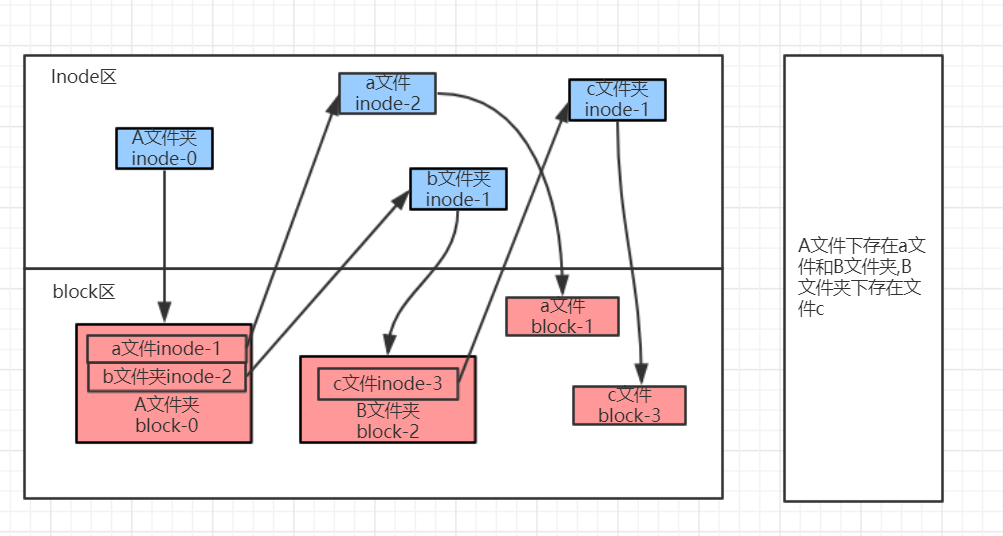 Inode区
a文件
inode-2
c文件夹
inode-1
A文件夹
inode-0
b文件夹
inode-1
A文件下存在a文
件和B文件夹,B
文件夹下存在文
件c
block区
a文件
block-1
a文件inode-1
b文件夹inode-2
A文件夹
block-0
c文件inode-3
B文件夹
block-2
c文件
block-3